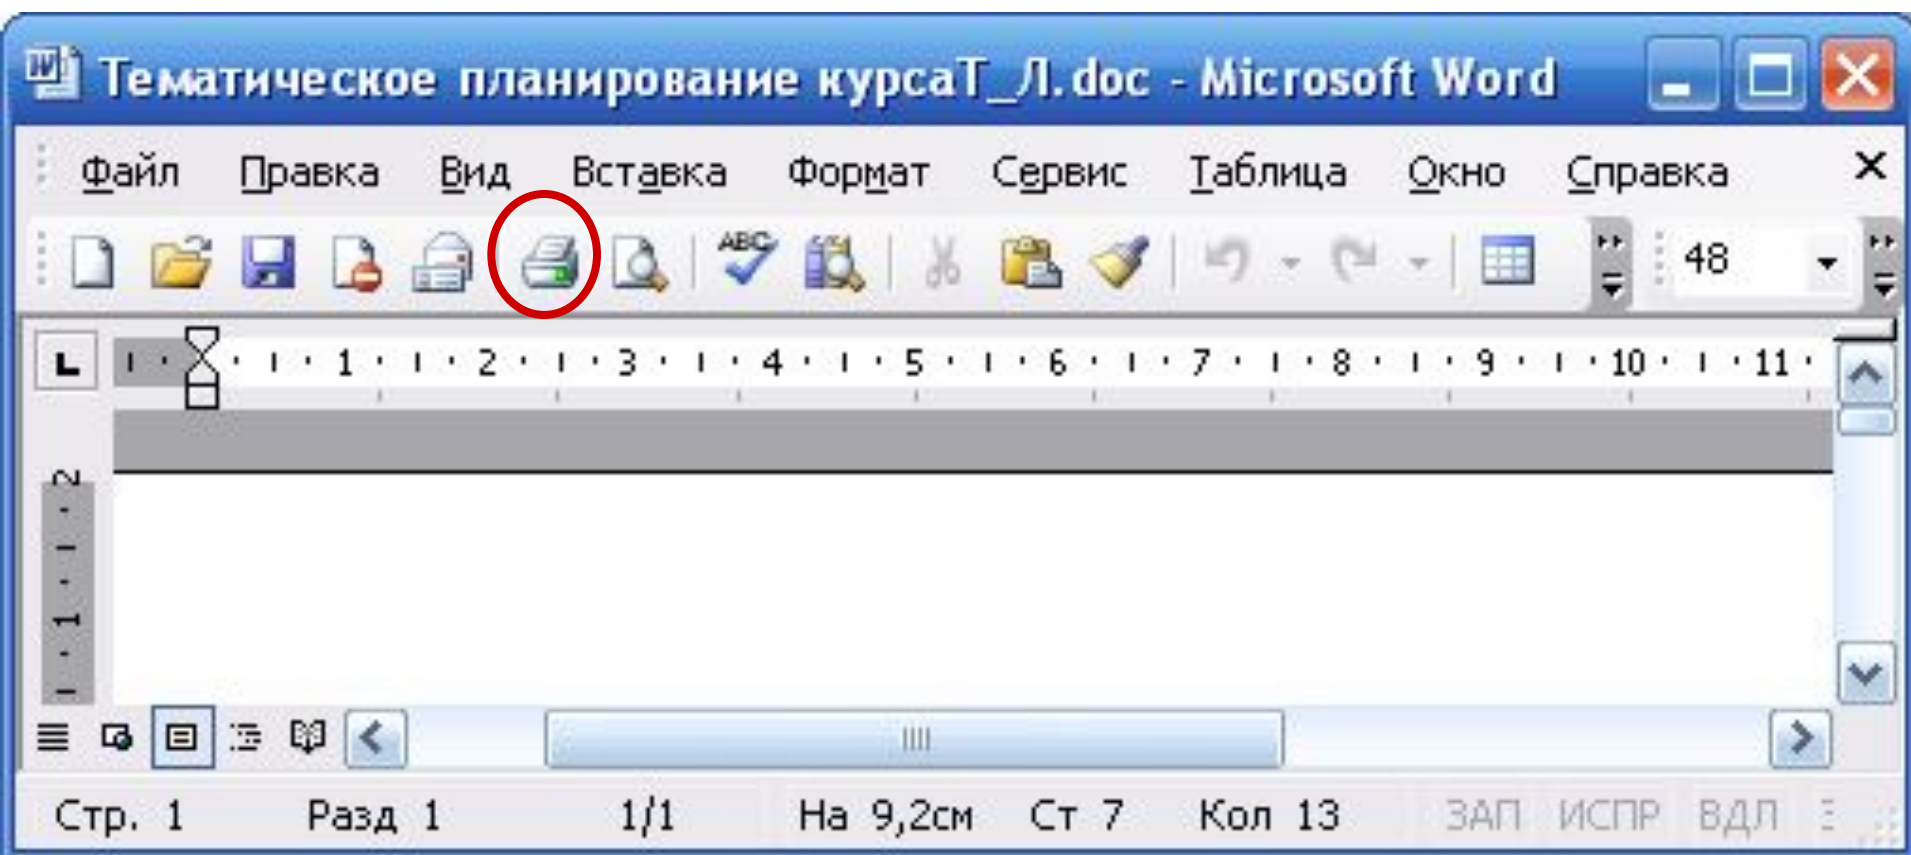 Тематическое планирование курсаТ_Л.doc - Microsoft Word
Файл Правка Вид Вставка Формат Сервис Таблица Окно Справка
ABC 48
1 2 3 4 5 6 7 8 9 10 11
2
1
Стр. 1 Разд 1 1/1 На 9,2см Ст 7 Кол 13 ЗАП ИСПР ВДЛ